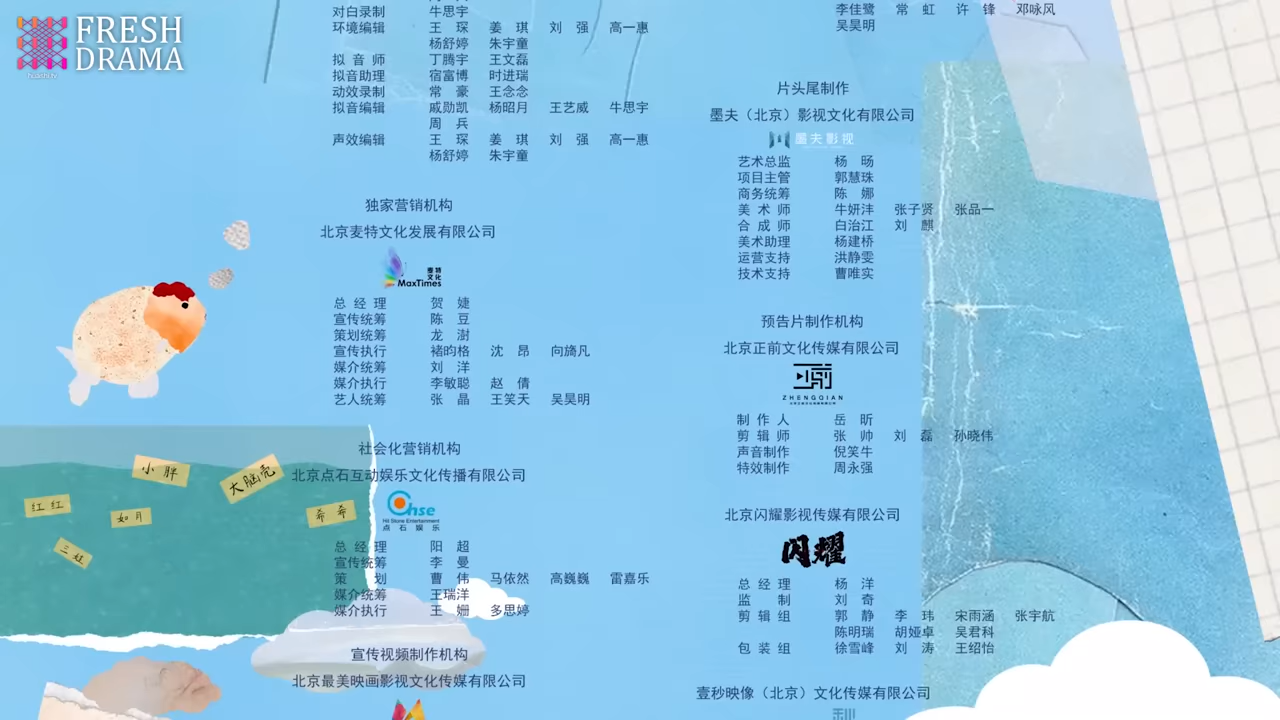 FRESH
DRAMA
huashi.tv
对白录制 牛思宇
环境编辑 王 琛 姜 琪 刘 强 高一惠
杨舒婷 朱宇童
拟音师 丁腾宇 王文磊
拟音助理 宿富博 时进瑞
动效录制 常 豪 王念念
拟音编辑 戚勋凯 杨昭月 王艺威 牛思宇
周 兵
声效编辑 王 琛 姜 琪 刘 强 高一惠
杨舒婷 朱宇童
独家营销机构
北京麦特文化发展有限公司
麦特
文化
MaxTimes
总经理 贺 婕
宣传统筹 陈 豆
策划统筹 龙 澍
宣传执行 褚昀格 沈 昂 向旖凡
媒介统筹 刘 洋
媒介执行 李敏聪 赵 倩
艺人统筹 张 晶 王笑天 吴昊明
社会化营销机构
北京点石互动娱乐文化传播有限公司
Hit Stone Entertainment
点石娱乐
总经理 阳 超
宣传统筹 李 曼
策划 曹 伟 马依然 高巍巍 雷嘉乐
媒介统筹 王瑞洋
媒介执行 王 姗 多思婷
宣传视频制作机构
北京最美映画影视文化传媒有限公司
小胖
大脑壳
红红
如月
希希
三娃
李佳鹭 常 虹 许 锋 邓咏风
吴昊明
片头尾制作
墨夫（北京）影视文化有限公司
墨夫影视
艺术总监 杨 旸
项目主管 郭慧珠
商务统筹 陈 娜
美术师 牛妍沣 张子贤 张品一
合成师 白治江 刘 麒
美术助理 杨建桥
运营支持 洪静雯
技术支持 曹唯实
预告片制作机构
北京正前文化传媒有限公司
ZHENGQIAN
制作人 岳 昕
剪辑师 张 帅 刘 磊 孙晓伟
声音制作 倪笑牛
特效制作 周永强
北京闪耀影视传媒有限公司
闪耀
总经理 杨 洋
监制 刘 奇
剪辑组 郭 静 李 玮 宋雨涵 张宇航
陈明瑞 胡娅卓 吴君科
包装组 徐雪峰 刘 涛 王绍怡
壹秒映像（北京）文化传媒有限公司